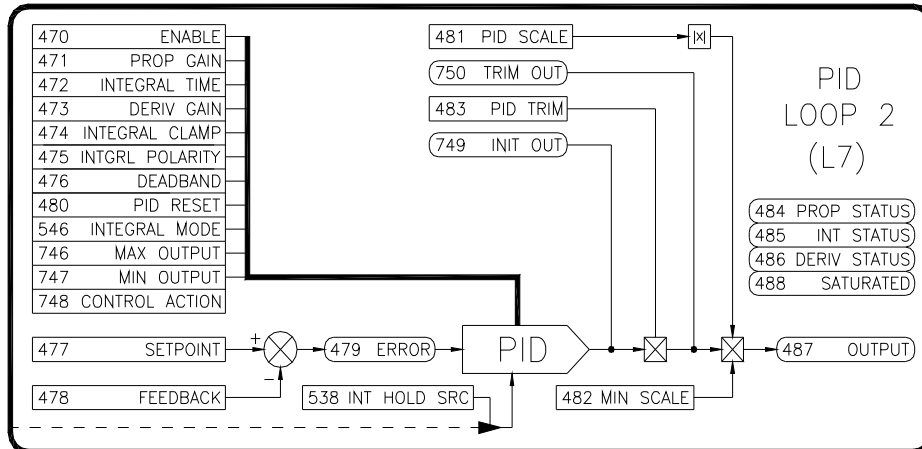 470 ENABLE
471 PROP GAIN
472 INTEGRAL TIME
473 DERIV GAIN
474 INTEGRAL CLAMP
475 INTGRL POLARITY
476 DEADBAND
480 PID RESET
546 INTEGRAL MODE
746 MAX OUTPUT
747 MIN OUTPUT
748 CONTROL ACTION
477 SETPOINT
478 FEEDBACK
+
-
479 ERROR
538 INT HOLD SRC
PID
481 PID SCALE
|x|
750 TRIM OUT
483 PID TRIM
749 INIT OUT
482 MIN SCALE
PID
LOOP 2
(L7)
484 PROP STATUS
485 INT STATUS
486 DERIV STATUS
488 SATURATED
487 OUTPUT